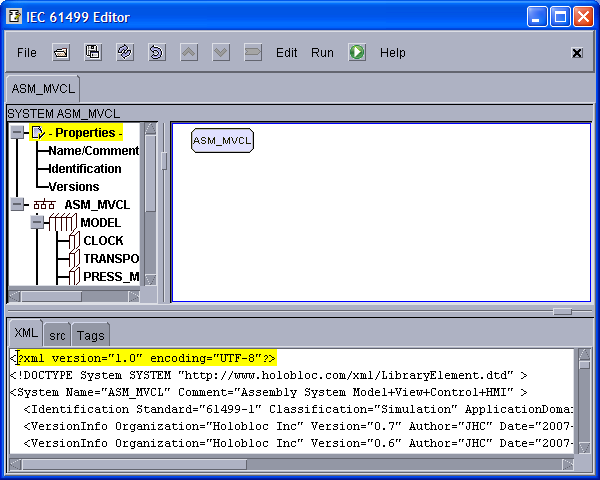 IEC 61499 Editor
File Edit Run Help
ASM_MVCL
SYSTEM ASM_MVCL
- Properties -
Name/Comment
Identification
Versions
ASM_MVCL
MODEL
CLOCK
TRANSPO
PRESS_M
ASM_MVCL
XML src Tags
<?xml version="1.0" encoding="UTF-8"?>
<!DOCTYPE System SYSTEM "http://www.holobloc.com/xml/LibraryElement.dtd" >
<System Name="ASM_MVCL" Comment="Assembly System Model+View+Control+HMI" >
<Identification Standard="61499-1" Classification="Simulation" ApplicationDomai
<VersionInfo Organization="Holobloc Inc" Version="0.7" Author="JHC" Date="2007-
<VersionInfo Organization="Holobloc Inc" Version="0.6" Author="JHC" Date="2007-